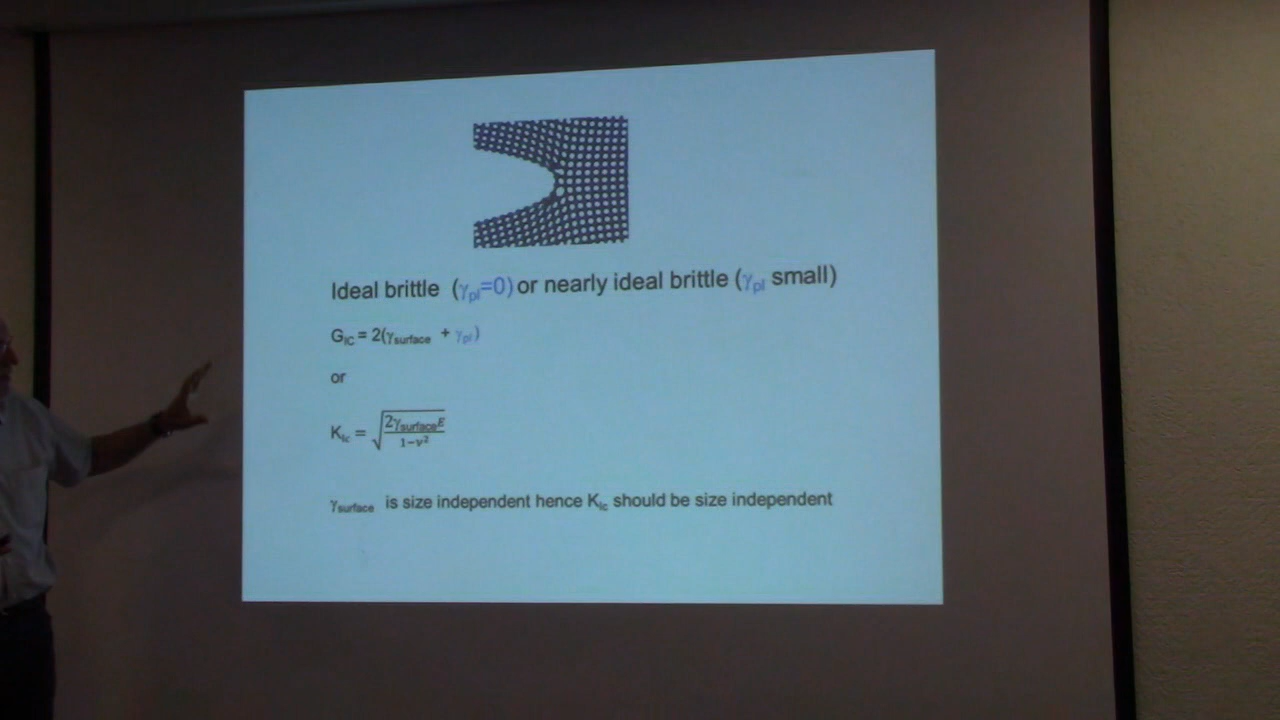 Ideal brittle (γpl=0) or nearly ideal brittle (γpl small)
GIC = 2(γsurface + γpl)
or
KIc = √(2γsurfaceE / 1−ν²)
γsurface is size independent hence KIc should be size independent